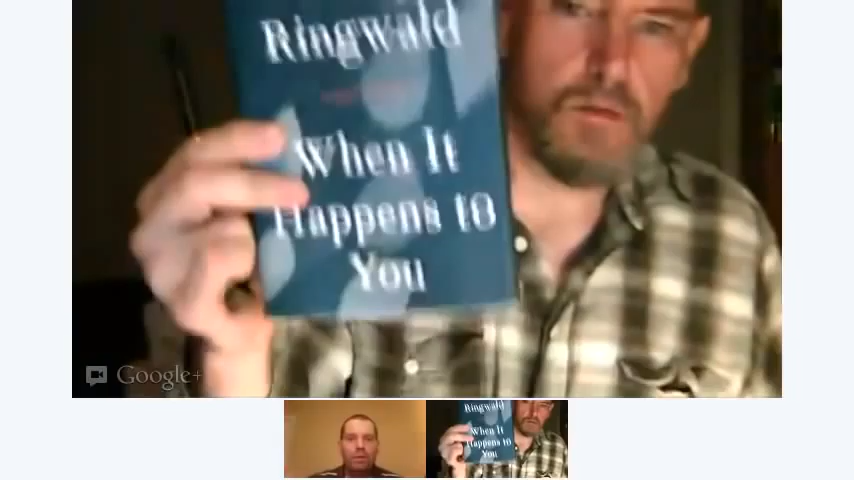 Ringwald
When It
Happens to
You
Google+
Ringwald
When It
Happens to
You